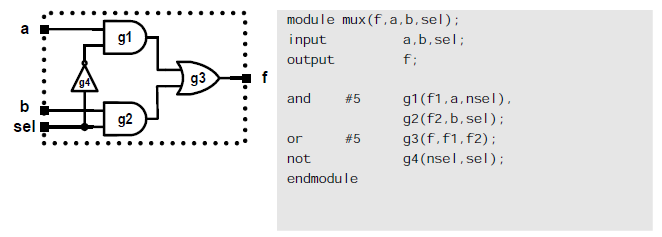 a
g1
g4
g3
f
b
g2
sel
module mux(f,a,b,sel);
input a,b,sel;
output f;
and #5 g1(f1,a,nsel),
g2(f2,b,sel);
or #5 g3(f,f1,f2);
not g4(nsel,sel);
endmodule